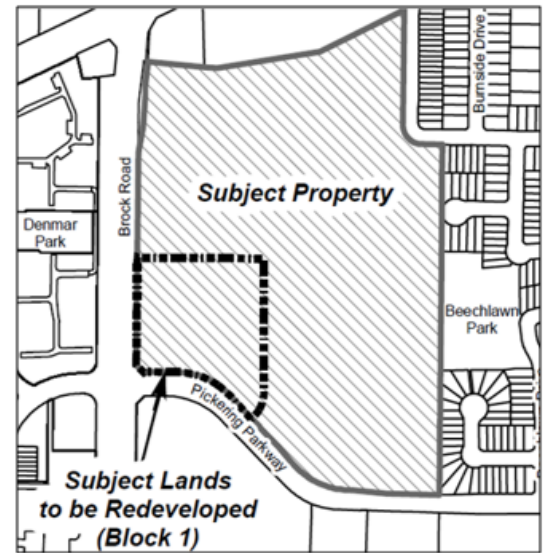 Burnside Drive
Subject Property
Brock Road
Denmar
Park
Beechlawn
Park
Pickering Parkway
Subject Lands
to be Redeveloped
(Block 1)